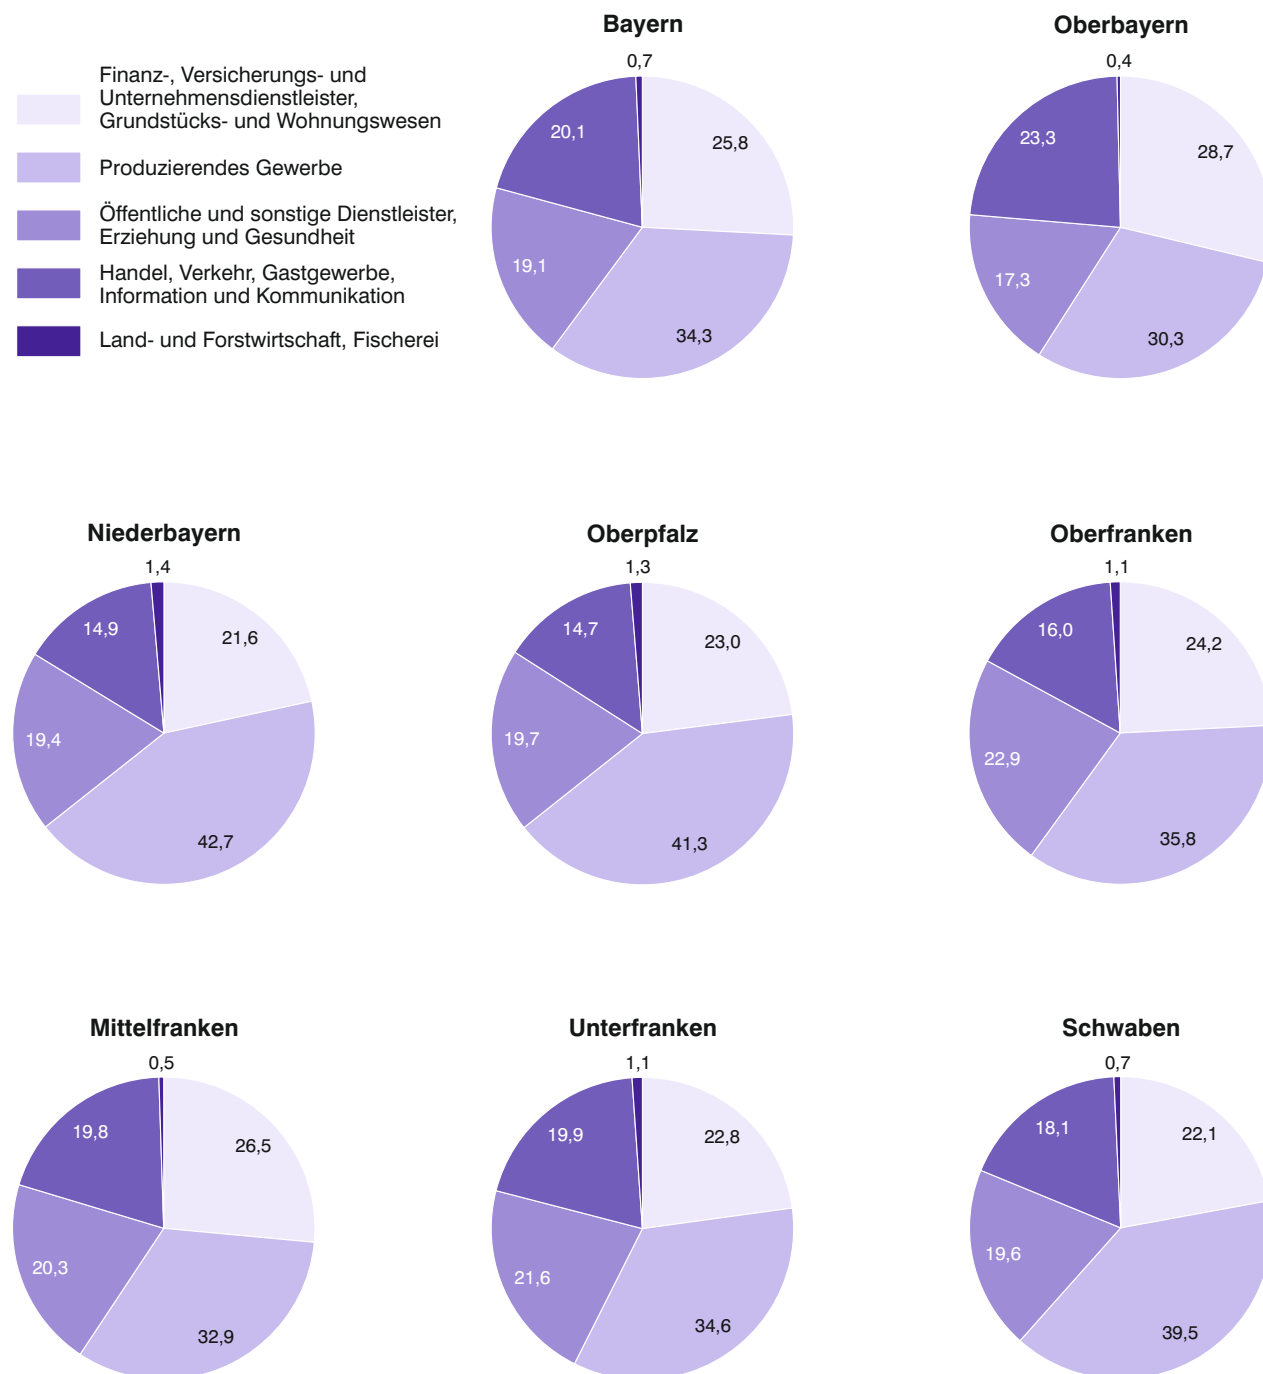 Finanz-, Versicherungs- und
Unternehmensdienstleister,
Grundstücks- und Wohnungswesen
Produzierendes Gewerbe
Öffentliche und sonstige Dienstleister,
Erziehung und Gesundheit
Handel, Verkehr, Gastgewerbe,
Information und Kommunikation
Land- und Forstwirtschaft, Fischerei
Bayern
0,7
20,1
25,8
19,1
34,3
Oberbayern
0,4
23,3
28,7
17,3
30,3
Niederbayern
1,4
14,9
21,6
19,4
42,7
Oberpfalz
1,3
14,7
23,0
19,7
41,3
Oberfranken
1,1
16,0
24,2
22,9
35,8
Mittelfranken
0,5
19,8
26,5
20,3
32,9
Unterfranken
1,1
19,9
22,8
21,6
34,6
Schwaben
0,7
18,1
22,1
19,6
39,5